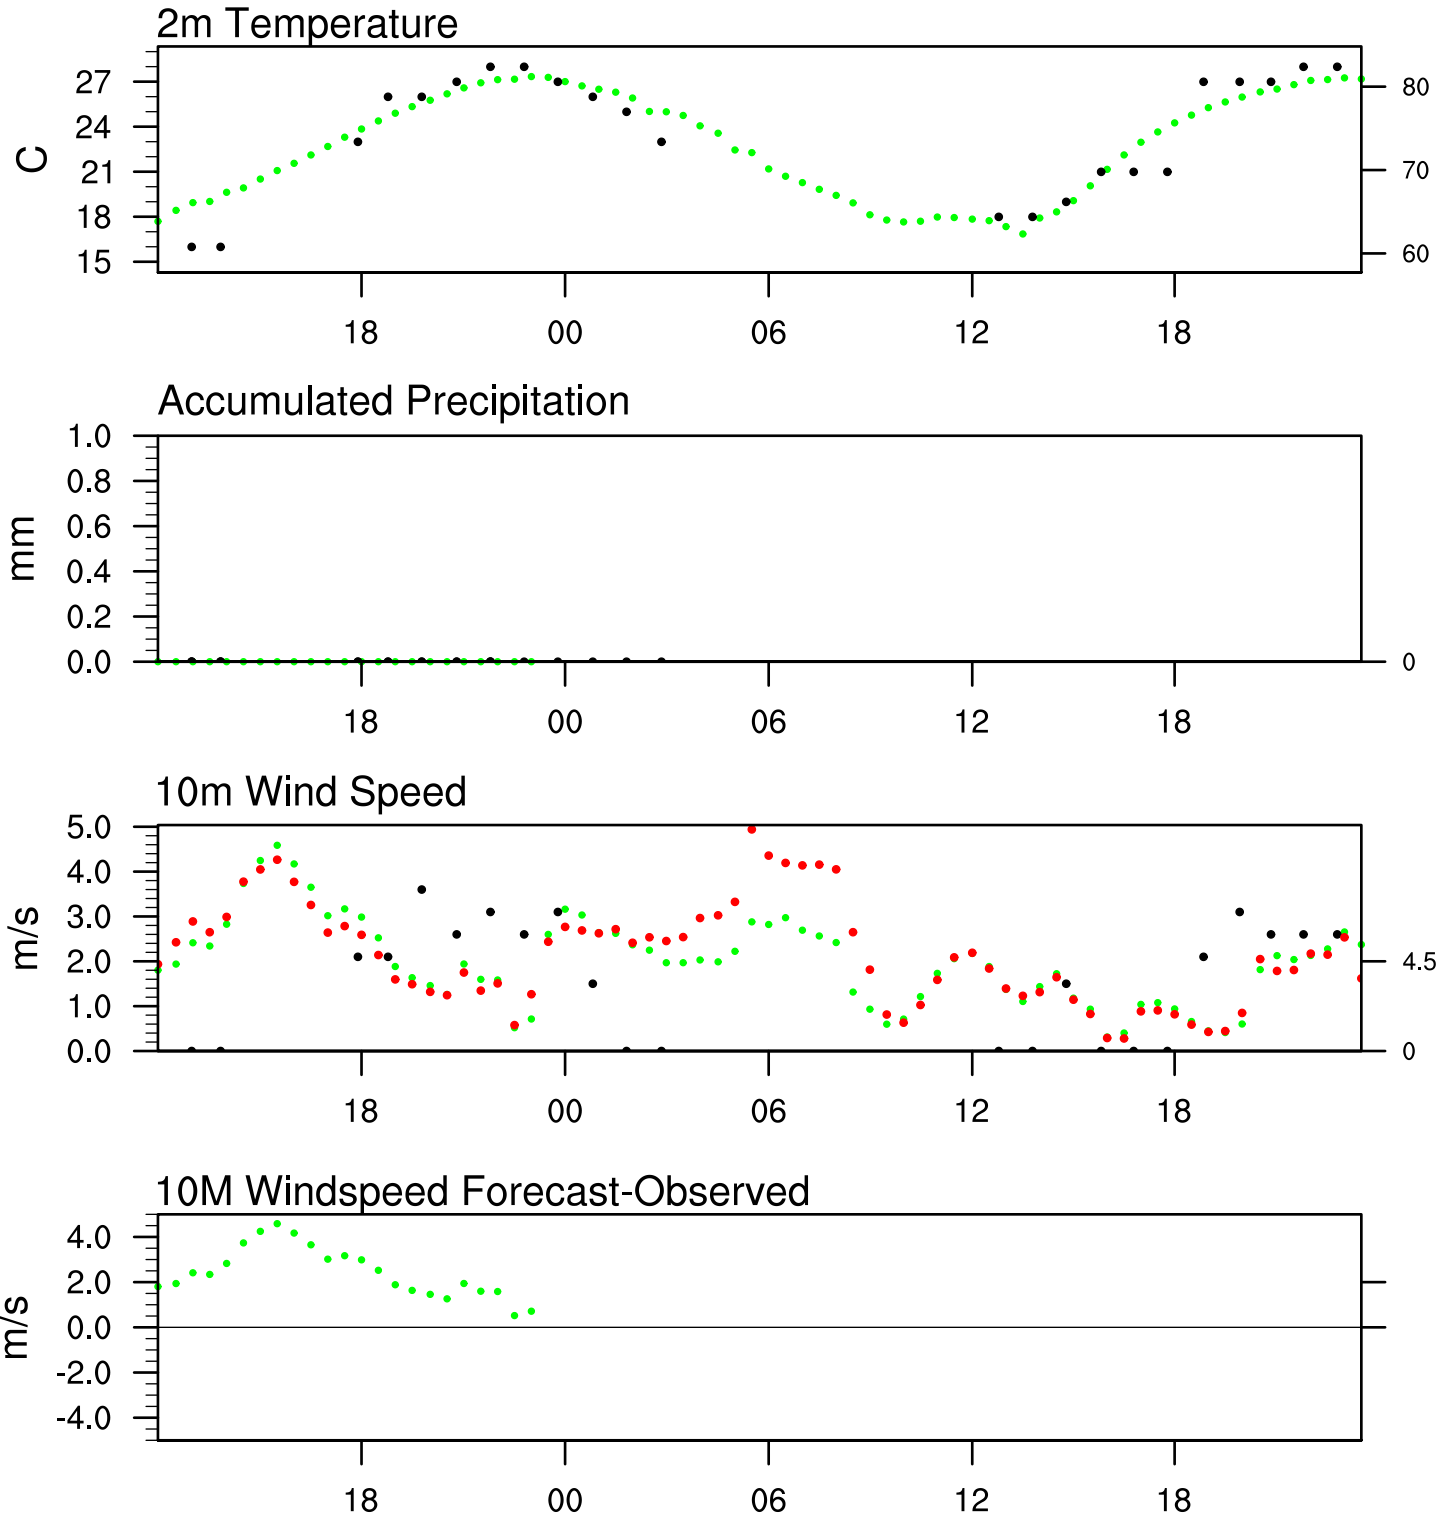 2m Temperature
C
27
24
21
18
15
80
70
60
18 00 06 12 18
Accumulated Precipitation
mm
1.0
0.8
0.6
0.4
0.2
0.0
0
18 00 06 12 18
10m Wind Speed
m/s
5.0
4.0
3.0
2.0
1.0
0.0
4.5
0
18 00 06 12 18
10M Windspeed Forecast-Observed
m/s
4.0
2.0
0.0
-2.0
-4.0
18 00 06 12 18